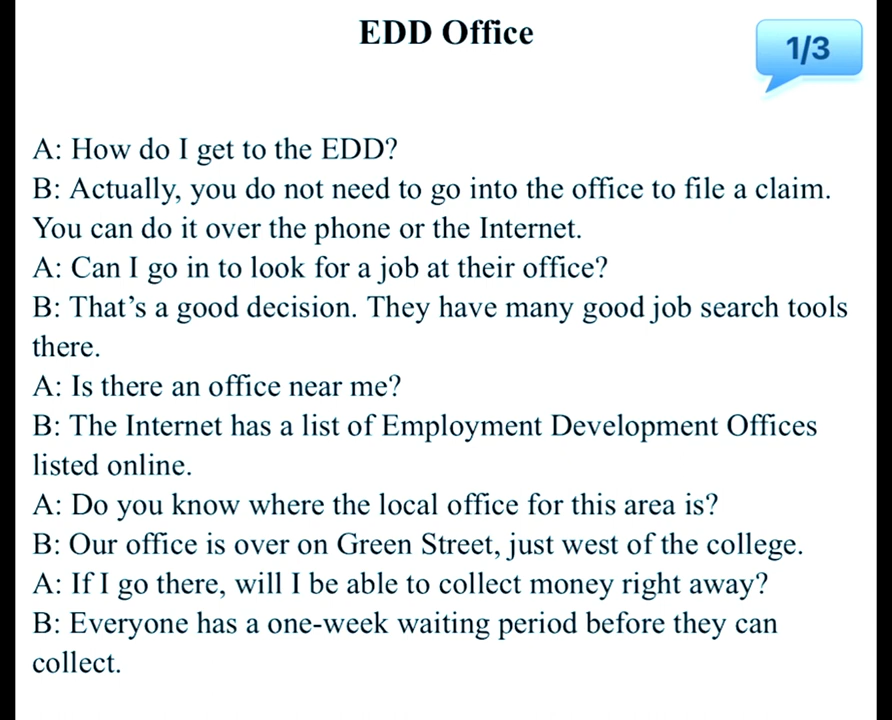 EDD Office
1/3
A: How do I get to the EDD?
B: Actually, you do not need to go into the office to file a claim.
You can do it over the phone or the Internet.
A: Can I go in to look for a job at their office?
B: That’s a good decision. They have many good job search tools
there.
A: Is there an office near me?
B: The Internet has a list of Employment Development Offices
listed online.
A: Do you know where the local office for this area is?
B: Our office is over on Green Street, just west of the college.
A: If I go there, will I be able to collect money right away?
B: Everyone has a one-week waiting period before they can
collect.